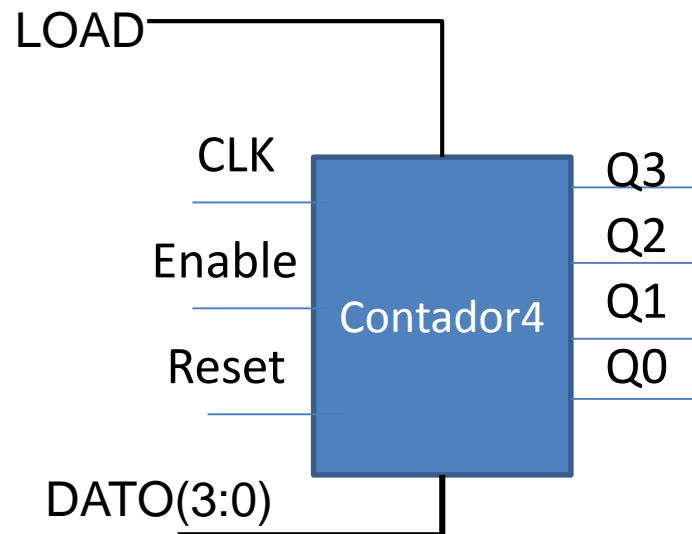 LOAD
CLK
Enable
Reset
Contador4
Q3
Q2
Q1
Q0
DATO(3:0)